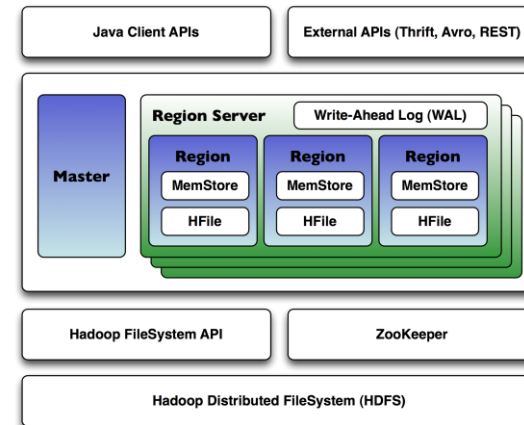 Java Client APIs
External APIs (Thrift, Avro, REST)
Master
Region Server
Write-Ahead Log (WAL)
Region
Region
Region
MemStore
MemStore
MemStore
HFile
HFile
HFile
Hadoop FileSystem API
ZooKeeper
Hadoop Distributed FileSystem (HDFS)